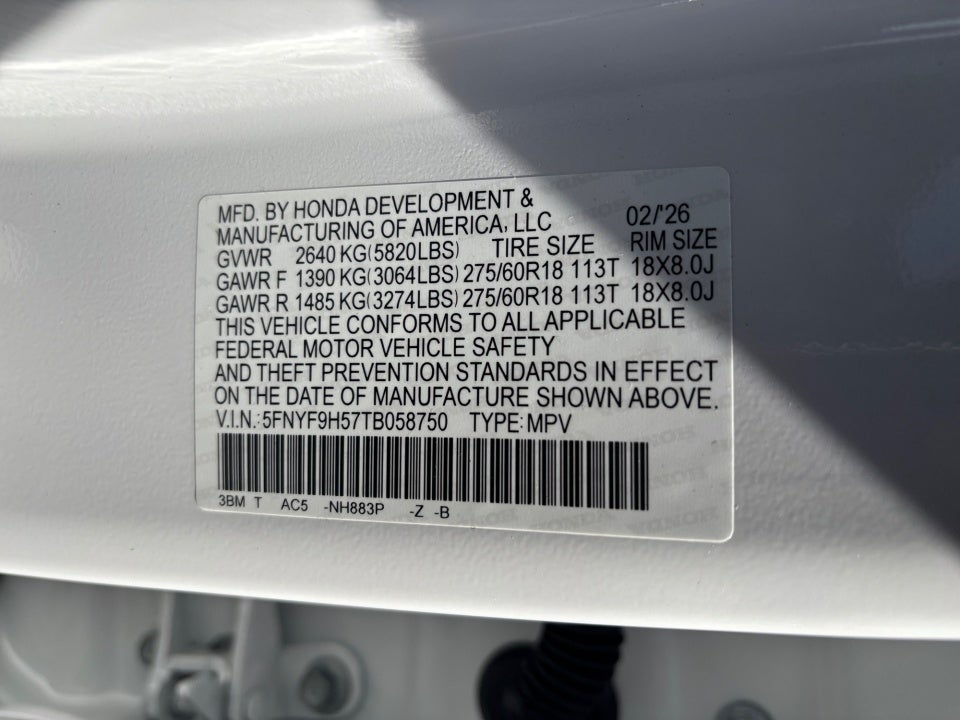 MFD. BY HONDA DEVELOPMENT &
MANUFACTURING OF AMERICA, LLC 02/'26
GVWR 2640 KG(5820LBS) TIRE SIZE RIM SIZE
GAWR F 1390 KG(3064LBS) 275/60R18 113T 18X8.0J
GAWR R 1485 KG(3274LBS) 275/60R18 113T 18X8.0J
THIS VEHICLE CONFORMS TO ALL APPLICABLE
FEDERAL MOTOR VEHICLE SAFETY
AND THEFT PREVENTION STANDARDS IN EFFECT
ON THE DATE OF MANUFACTURE SHOWN ABOVE.
V.I.N.: 5FNYF9H57TB058750 TYPE: MPV
3BM T AC5 -NH883P -Z -B